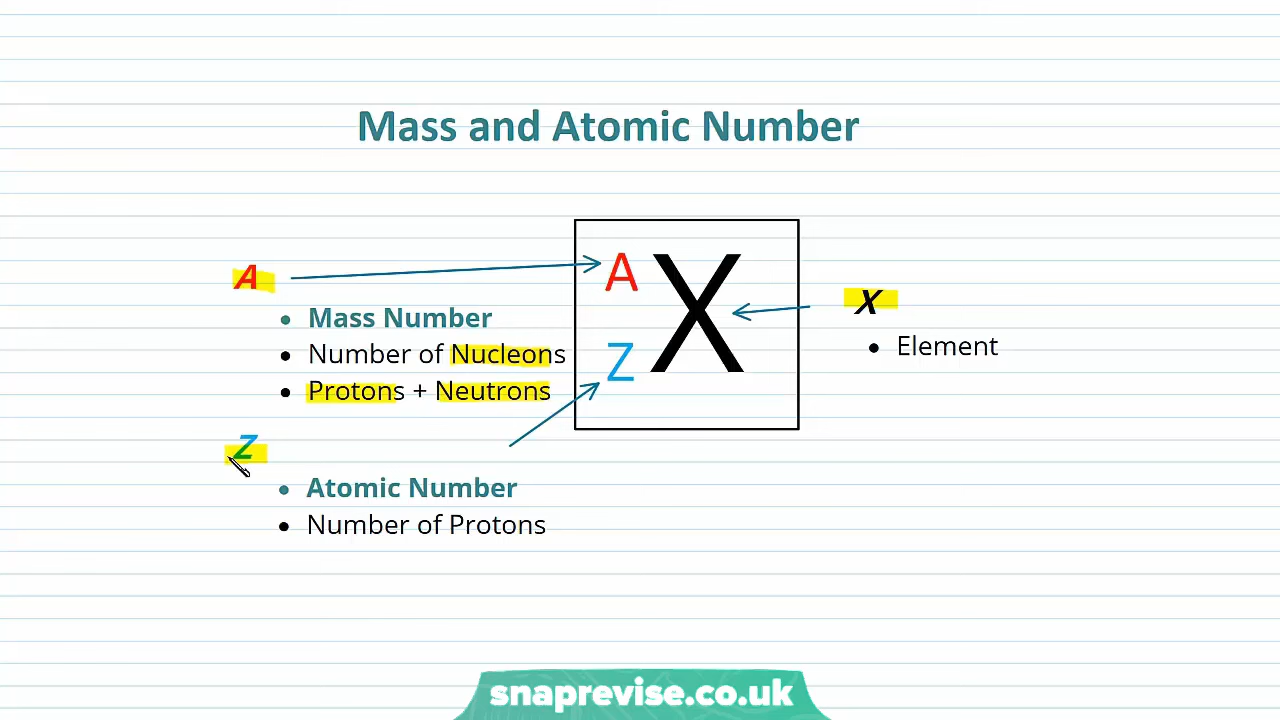 Mass and Atomic Number
A
• Mass Number
• Number of Nucleons
• Protons + Neutrons
Z
• Atomic Number
• Number of Protons
A
X
Z
X
• Element
snaprevise.co.uk